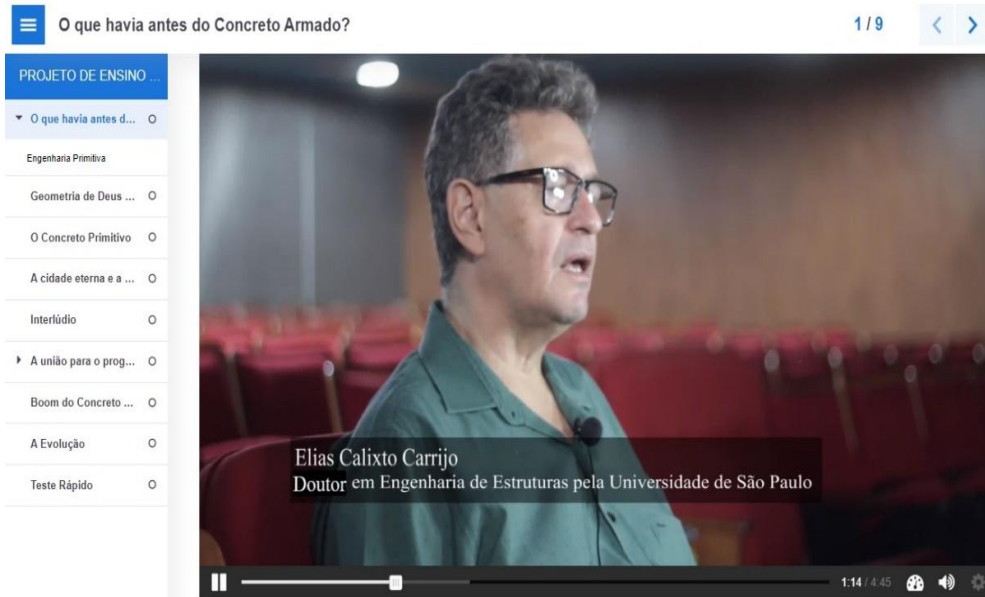 O que havia antes do Concreto Armado?
1 / 9
PROJETO DE ENSINO ...
O que havia antes d...
Engenharia Primitiva
Geometria de Deus ...
O Concreto Primitivo
A cidade eterna e a ...
Interlúdio
A união para o prog...
Boom do Concreto ...
A Evolução
Teste Rápido
Elias Calixto Carrijo
Doutor em Engenharia de Estruturas pela Universidade de São Paulo
1:14 / 4:45